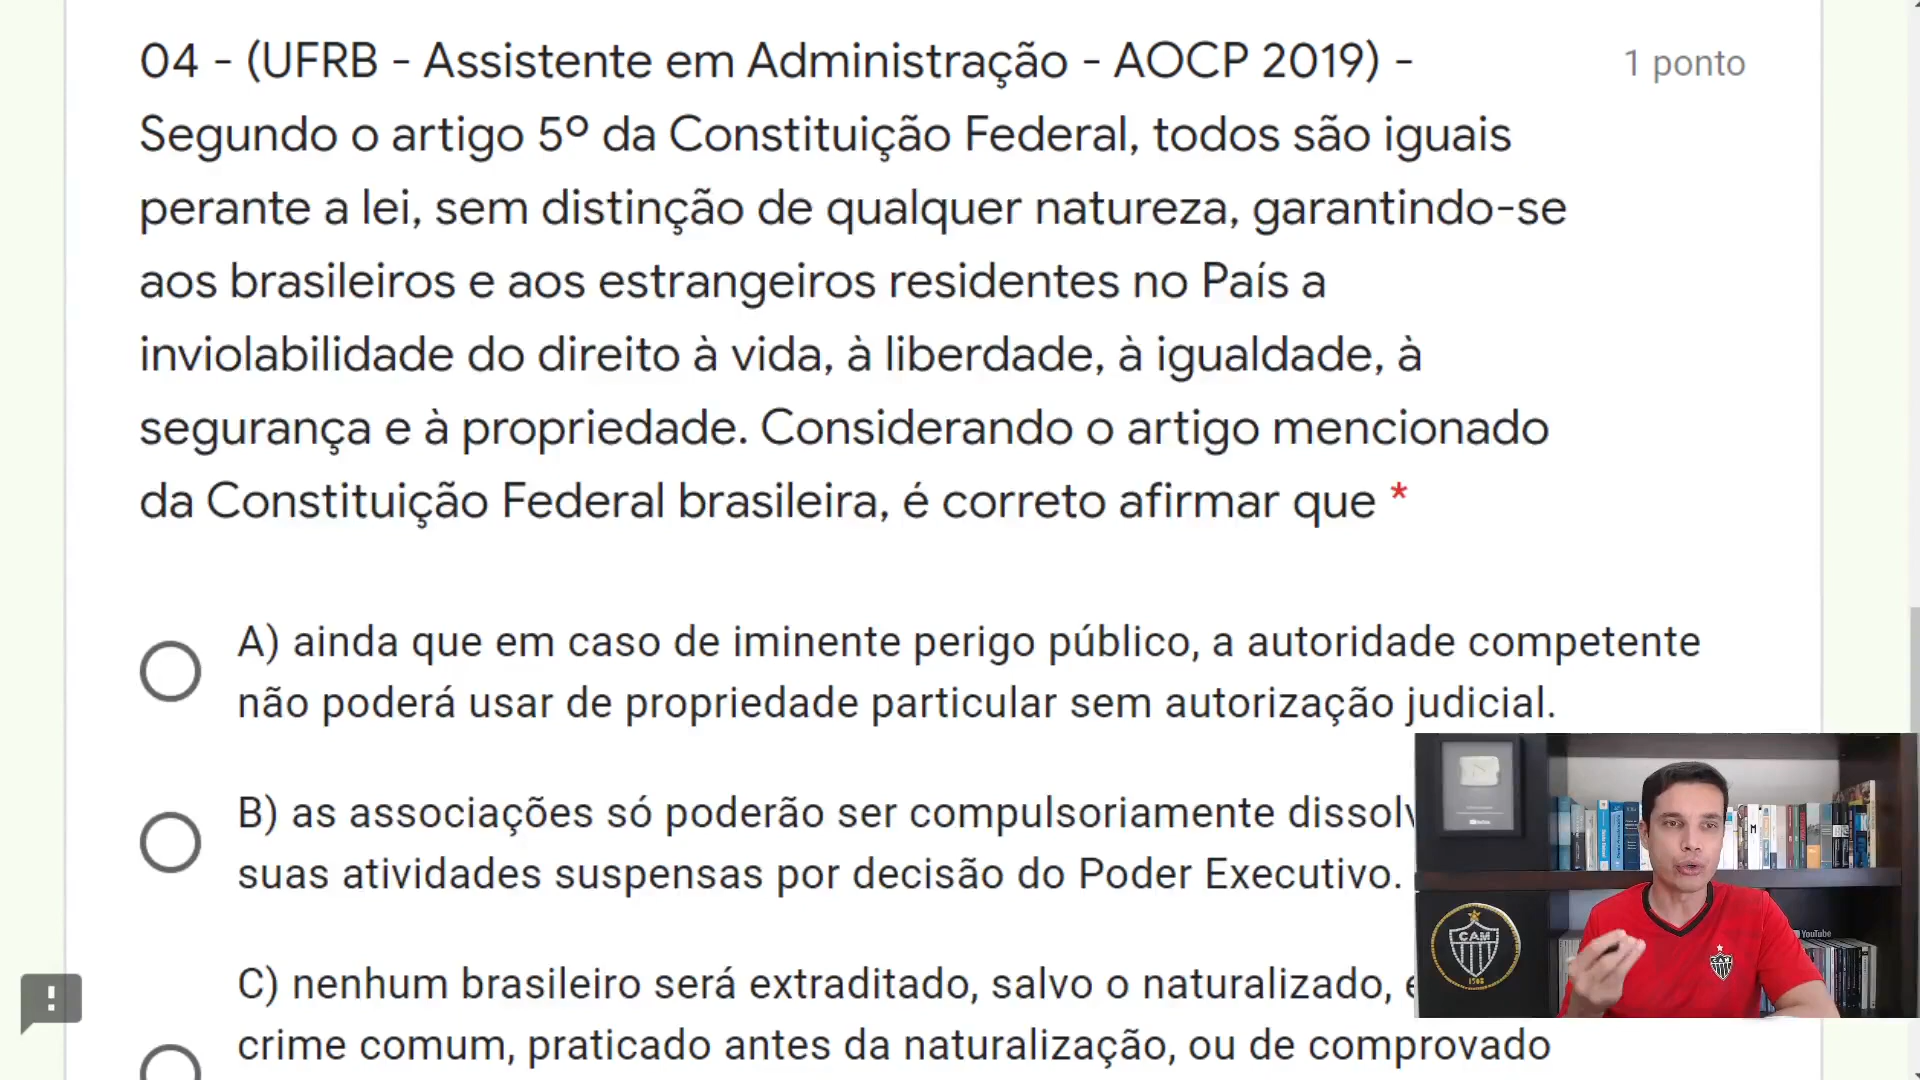 04 - (UFRB - Assistente em Administração - AOCP 2019) -
1 ponto
Segundo o artigo 5º da Constituição Federal, todos são iguais
perante a lei, sem distinção de qualquer natureza, garantindo-se
aos brasileiros e aos estrangeiros residentes no País a
inviolabilidade do direito à vida, à liberdade, à igualdade, à
segurança e à propriedade. Considerando o artigo mencionado
da Constituição Federal brasileira, é correto afirmar que *
A) ainda que em caso de iminente perigo público, a autoridade competente
não poderá usar de propriedade particular sem autorização judicial.
B) as associações só poderão ser compulsoriamente
suas atividades suspensas por decisão do Poder Executivo.
C) nenhum brasileiro será extraditado, salvo o naturalizado,
crime comum, praticado antes da naturalização, ou de comprovado
CAM
YouTube